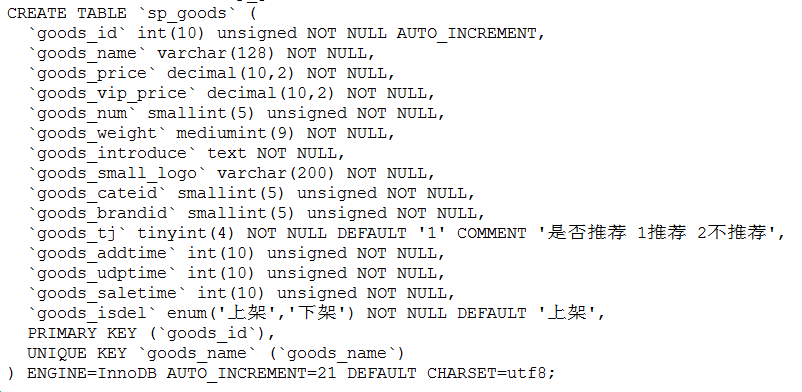 CREATE TABLE `sp_goods` (
`goods_id` int(10) unsigned NOT NULL AUTO_INCREMENT,
`goods_name` varchar(128) NOT NULL,
`goods_price` decimal(10,2) NOT NULL,
`goods_vip_price` decimal(10,2) NOT NULL,
`goods_num` smallint(5) unsigned NOT NULL,
`goods_weight` mediumint(9) NOT NULL,
`goods_introduce` text NOT NULL,
`goods_small_logo` varchar(200) NOT NULL,
`goods_cateid` smallint(5) unsigned NOT NULL,
`goods_brandid` smallint(5) unsigned NOT NULL,
`goods_tj` tinyint(4) NOT NULL DEFAULT '1' COMMENT '是否推荐 1推荐 2不推荐',
`goods_addtime` int(10) unsigned NOT NULL,
`goods_udptime` int(10) unsigned NOT NULL,
`goods_saletime` int(10) unsigned NOT NULL,
`goods_isdel` enum('上架','下架') NOT NULL DEFAULT '上架',
PRIMARY KEY (`goods_id`),
UNIQUE KEY `goods_name` (`goods_name`)
) ENGINE=InnoDB AUTO_INCREMENT=21 DEFAULT CHARSET=utf8;